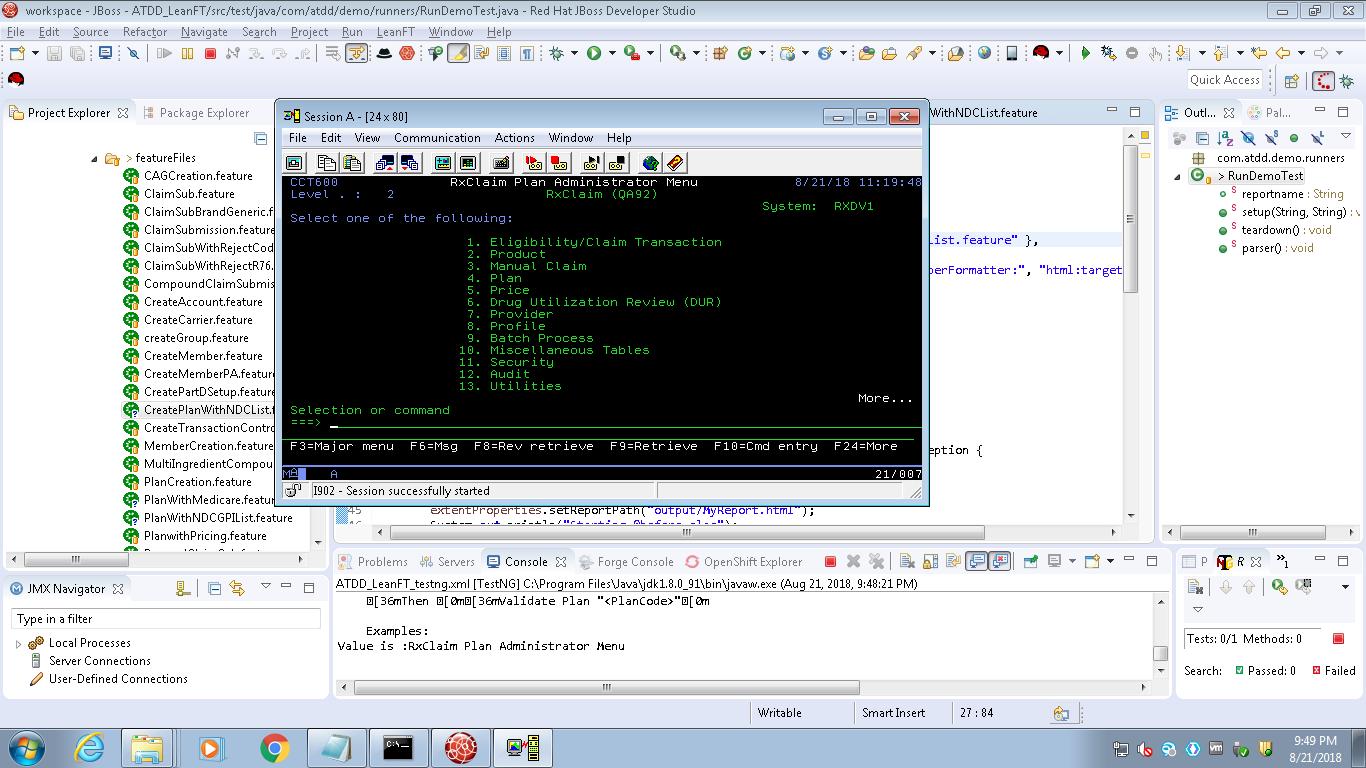 workspace - JBoss - ATDD_LeanFT/src/test/java/com/atdd/demo/runners/RunDemoTest.java - Red Hat JBoss Developer Studio
File Edit Source Refactor Navigate Search Project Run LeanFT Window Help
Quick Access
Project Explorer
Package Explorer
> featureFiles
CAGCreation.feature
ClaimSub.feature
ClaimSubBrandGeneric.f
ClaimSubmission.feature
ClaimSubWithRejectCod
ClaimSubWithRejectR76.
CompoundClaimSubmis
CreateAccount.feature
CreateCarrier.feature
createGroup.feature
CreateMember.feature
CreateMemberPA.feature
CreatePartDSetup.feature
CreatePlanWithNDCList.f
CreateTransactionContro
MemberCreation.feature
MultiIngredientCompou
PlanCreation.feature
PlanWithMedicare.feature
PlanWithNDCGPIList.feature
PlanwithPricing.feature
Session A - [24 x 80]
File Edit View Communication Actions Window Help
CCT600 RxClaim Plan Administrator Menu 8/21/18 11:19:48
Level . : 2 RxClaim (QA92)
System: RXDV1
Select one of the following:
1. Eligibility/Claim Transaction
2. Product
3. Manual Claim
4. Plan
5. Price
6. Drug Utilization Review (DUR)
7. Provider
8. Profile
9. Batch Process
10. Miscellaneous Tables
11. Security
12. Audit
13. Utilities
More...
Selection or command
===>
F3=Major menu F6=Msg F8=Rev retrieve F9=Retrieve F10=Cmd entry F24=More
MA A 21/007
I902 - Session successfully started
WithNDCList.feature
List.feature" },
berFormatter:", "html:target
eption {
45 extentProperties.setReportPath("output/MyReport.html");
Outl...
Pal...
com.atdd.demo.runners
> RunDemoTest
reportname : String
setup(String, String) : v
teardown() : void
parser() : void
JMX Navigator
Type in a filter
Local Processes
Server Connections
User-Defined Connections
Problems Servers Console Forge Console OpenShift Explorer
ATDD_LeanFT_testng.xml [TestNG] C:\Program Files\Java\jdk1.8.0_91\bin\javaw.exe (Aug 21, 2018, 9:48:21 PM)
[36mThen [0m[36mValidate Plan "<PlanCode>"[0m
Examples:
Value is :RxClaim Plan Administrator Menu
P R »1
Tests: 0/1 Methods: 0
Search: Passed: 0 Failed
Writable Smart Insert 27 : 84
9:49 PM
8/21/2018